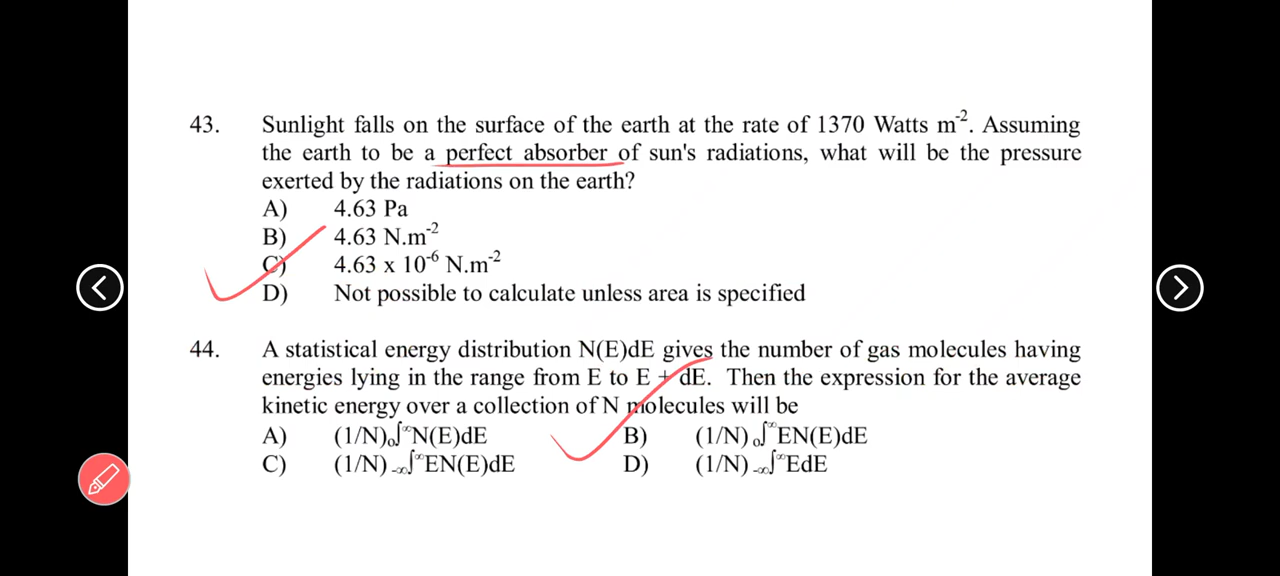 43. Sunlight falls on the surface of the earth at the rate of 1370 Watts m⁻². Assuming
the earth to be a perfect absorber of sun's radiations, what will be the pressure
exerted by the radiations on the earth?
A) 4.63 Pa
B) 4.63 N.m⁻²
C) 4.63 x 10⁻⁶ N.m⁻²
D) Not possible to calculate unless area is specified
44. A statistical energy distribution N(E)dE gives the number of gas molecules having
energies lying in the range from E to E + dE. Then the expression for the average
kinetic energy over a collection of N molecules will be
A) (1/N)₀∫^∞N(E)dE B) (1/N)₀∫^∞EN(E)dE
C) (1/N)₋∞∫^∞EN(E)dE D) (1/N)₋∞∫^∞EdE